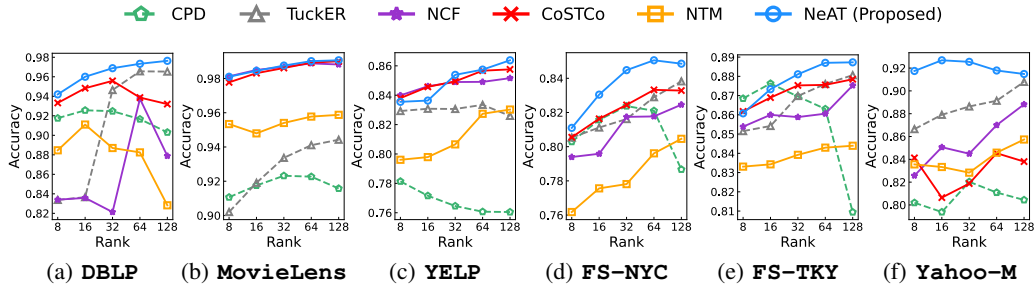 CPD TuckER NCF CoSTCo NTM NeAT (Proposed)
Accuracy
0.98
0.96
0.94
0.92
0.90
0.88
0.86
0.84
0.82
8 16 32 64 128
Rank
(a) DBLP
Accuracy
0.98
0.96
0.94
0.92
0.90
8 16 32 64 128
Rank
(b) MovieLens
Accuracy
0.86
0.84
0.82
0.80
0.78
0.76
8 16 32 64 128
Rank
(c) YELP
Accuracy
0.84
0.82
0.80
0.78
0.76
8 16 32 64 128
Rank
(d) FS-NYC
Accuracy
0.89
0.88
0.87
0.86
0.85
0.84
0.83
0.82
0.81
8 16 32 64 128
Rank
(e) FS-TKY
Accuracy
0.92
0.90
0.88
0.86
0.84
0.82
0.80
8 16 32 64 128
Rank
(f) Yahoo-M